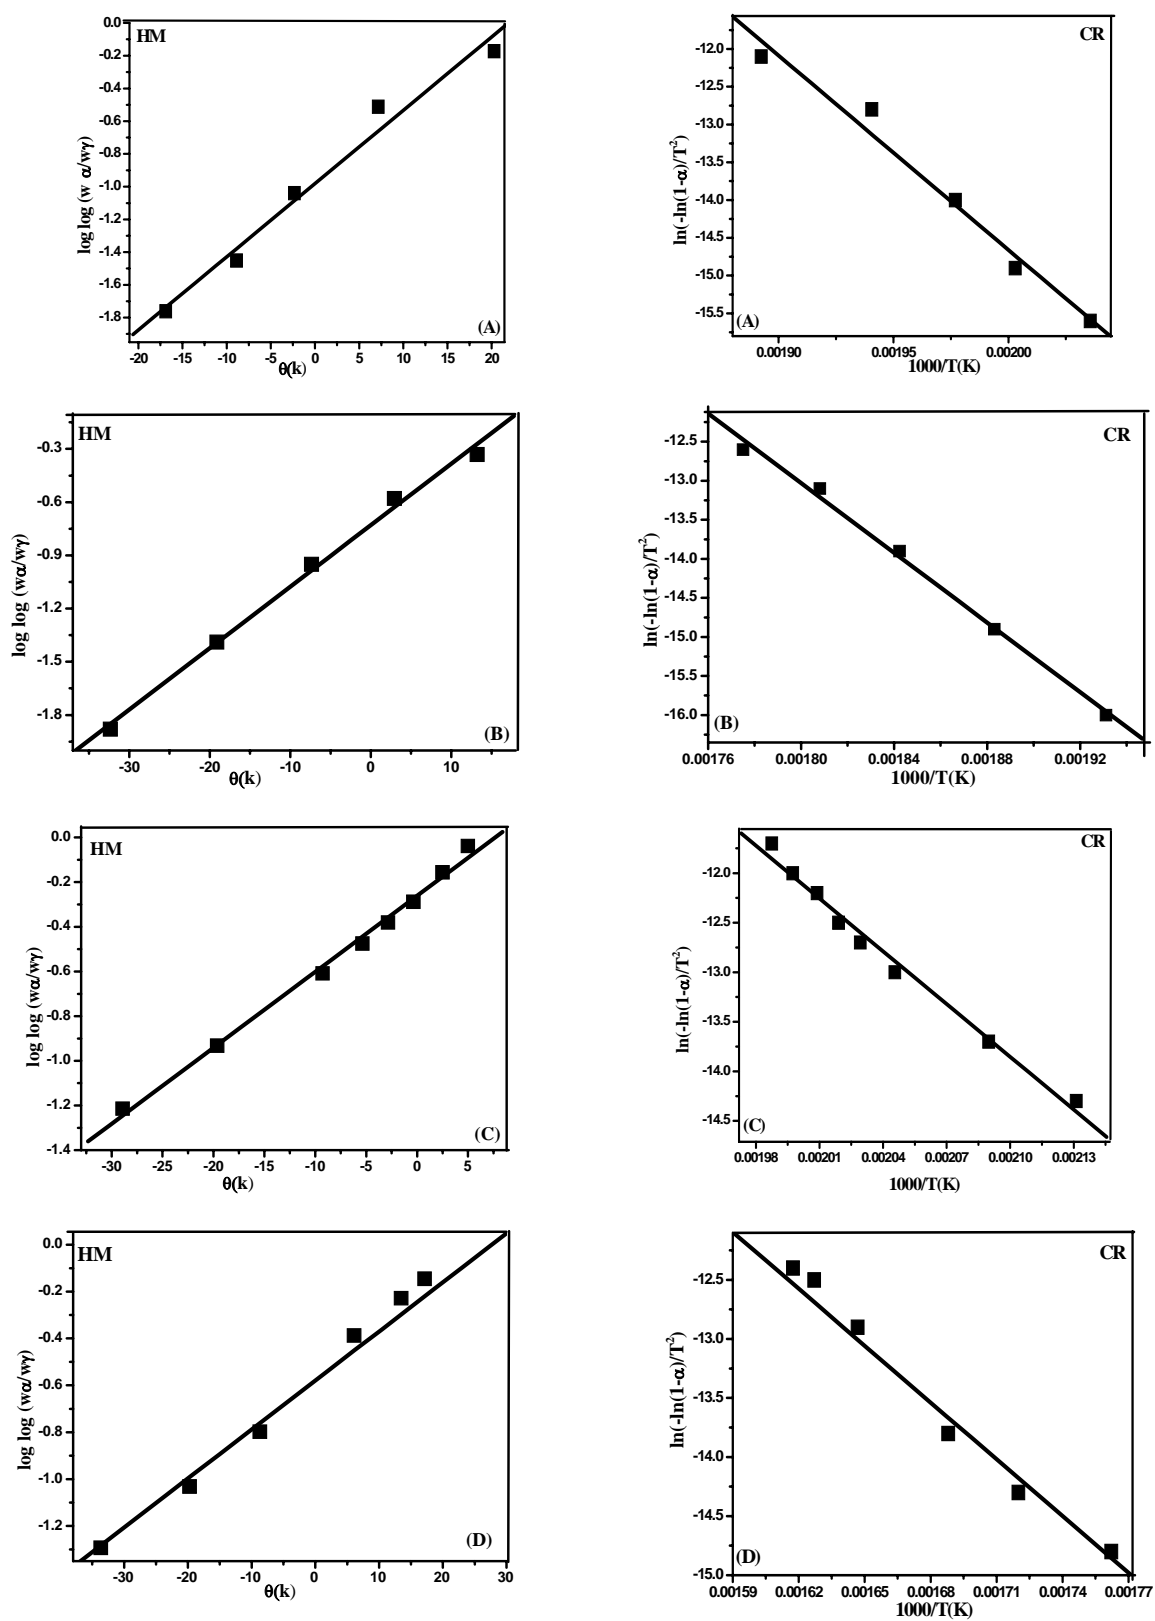 HM
0.0
-0.2
-0.4
-0.6
-0.8
-1.0
-1.2
-1.4
-1.6
-1.8
log log (w α/wγ)
(A)
-20 -15 -10 -5 0 5 10 15 20
θ(k)
CR
-12.0
-12.5
-13.0
-13.5
-14.0
-14.5
-15.0
-15.5
ln(-ln(1-α)/T²)
(A)
0.00190 0.00195 0.00200
1000/T(K)
HM
-0.3
-0.6
-0.9
-1.2
-1.5
-1.8
log log (wα/wγ)
(B)
-30 -20 -10 0 10
θ(k)
CR
-12.5
-13.0
-13.5
-14.0
-14.5
-15.0
-15.5
-16.0
ln(-ln(1-α)/T²)
(B)
0.00176 0.00180 0.00184 0.00188 0.00192
1000/T(K)
HM
0.0
-0.2
-0.4
-0.6
-0.8
-1.0
-1.2
-1.4
log log (wα/wγ)
(C)
-30 -25 -20 -15 -10 -5 0 5
θ(k)
CR
-12.0
-12.5
-13.0
-13.5
-14.0
-14.5
ln(-ln(1-α)/T²)
(C)
0.00198 0.00201 0.00204 0.00207 0.00210 0.00213
1000/T(K)
HM
0.0
-0.2
-0.4
-0.6
-0.8
-1.0
-1.2
log log (wα/wγ)
(D)
-30 -20 -10 0 10 20 30
θ(k)
CR
-12.5
-13.0
-13.5
-14.0
-14.5
-15.0
ln(-ln(1-α)/T²)
(D)
0.00159 0.00162 0.00165 0.00168 0.00171 0.00174 0.00177
1000/T(K)